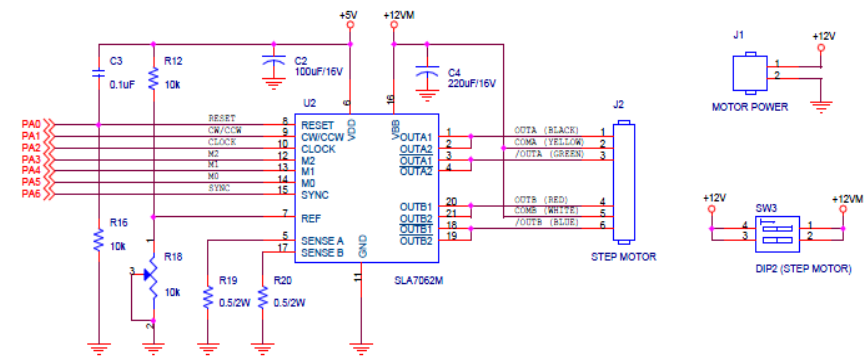 +5V
+12VM
C3
0.1uF
R12
10k
C2
100uF/16V
C4
220uF/16V
J1
+12V
1
2
MOTOR POWER
U2
6
VDD
16
VBB
PA0
PA1
PA2
PA3
PA4
PA5
PA6
RESET
CW/CCW
CLOCK
M2
M1
M0
SYNC
8
9
10
12
13
14
15
7
5
17
RESET
CW/CCW
CLOCK
M2
M1
M0
SYNC
REF
SENSE A
SENSE B
GND
11
OUTA1
OUTA2
OUTA1
OUTA2
OUTB1
OUTB2
OUTB1
OUTB2
1
2
3
4
20
21
18
19
SLA7062M
OUTA (BLACK)
COMA (YELLOW)
/OUTA (GREEN)
OUTB (RED)
COMB (WHITE)
/OUTB (BLUE)
J2
1
2
3
4
5
6
STEP MOTOR
R16
10k
1
R18
3
10k
2
R19
0.5/2W
R20
0.5/2W
+12V
+12VM
SW3
4
3
1
2
DIP2 (STEP MOTOR)